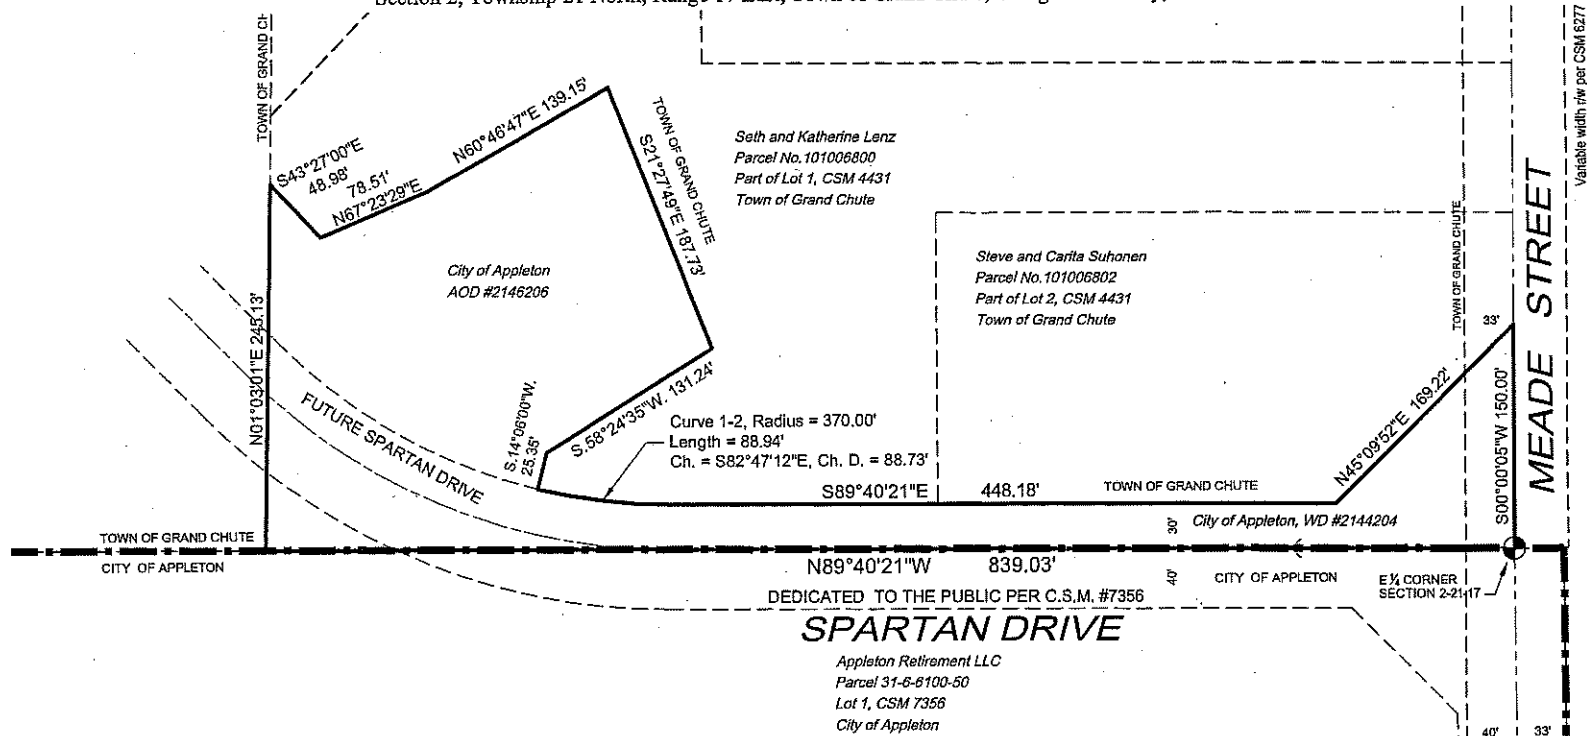 TOWN OF GRAND CH
Variable width r/w per CSM 6277
S43°27'00"E
48.98'
78.51'
N67°23'29"E
N60°46'47"E 139.15'
TOWN OF GRAND CHUTE
S21°27'49"E 187.73'
Seth and Katherine Lenz
Parcel No.101006800
Part of Lot 1, CSM 4431
Town of Grand Chute
City of Appleton
AOD #2146206
Steve and Carita Suhonen
Parcel No.101006802
Part of Lot 2, CSM 4431
Town of Grand Chute
TOWN OF GRAND CHUTE
33'
MEADE STREET
N01°03'01"E 245.13'
FUTURE SPARTAN DRIVE
S.14°06'00"W.
25.35'
S.58°24'35"W. 131.24'
Curve 1-2, Radius = 370.00'
Length = 88.94'
Ch. = S82°47'12"E, Ch. D. = 88.73'
S89°40'21"E 448.18'
TOWN OF GRAND CHUTE
N45°09'52"E 169.22'
S00°00'05"W 150.00'
30'
City of Appleton, WD #2144204
TOWN OF GRAND CHUTE
CITY OF APPLETON
N89°40'21"W 839.03'
40'
CITY OF APPLETON
E ¼ CORNER
SECTION 2-21-17
DEDICATED TO THE PUBLIC PER C.S.M. #7356
SPARTAN DRIVE
Appleton Retirement LLC
Parcel 31-6-6100-50
Lot 1, CSM 7356
City of Appleton
40' 33'